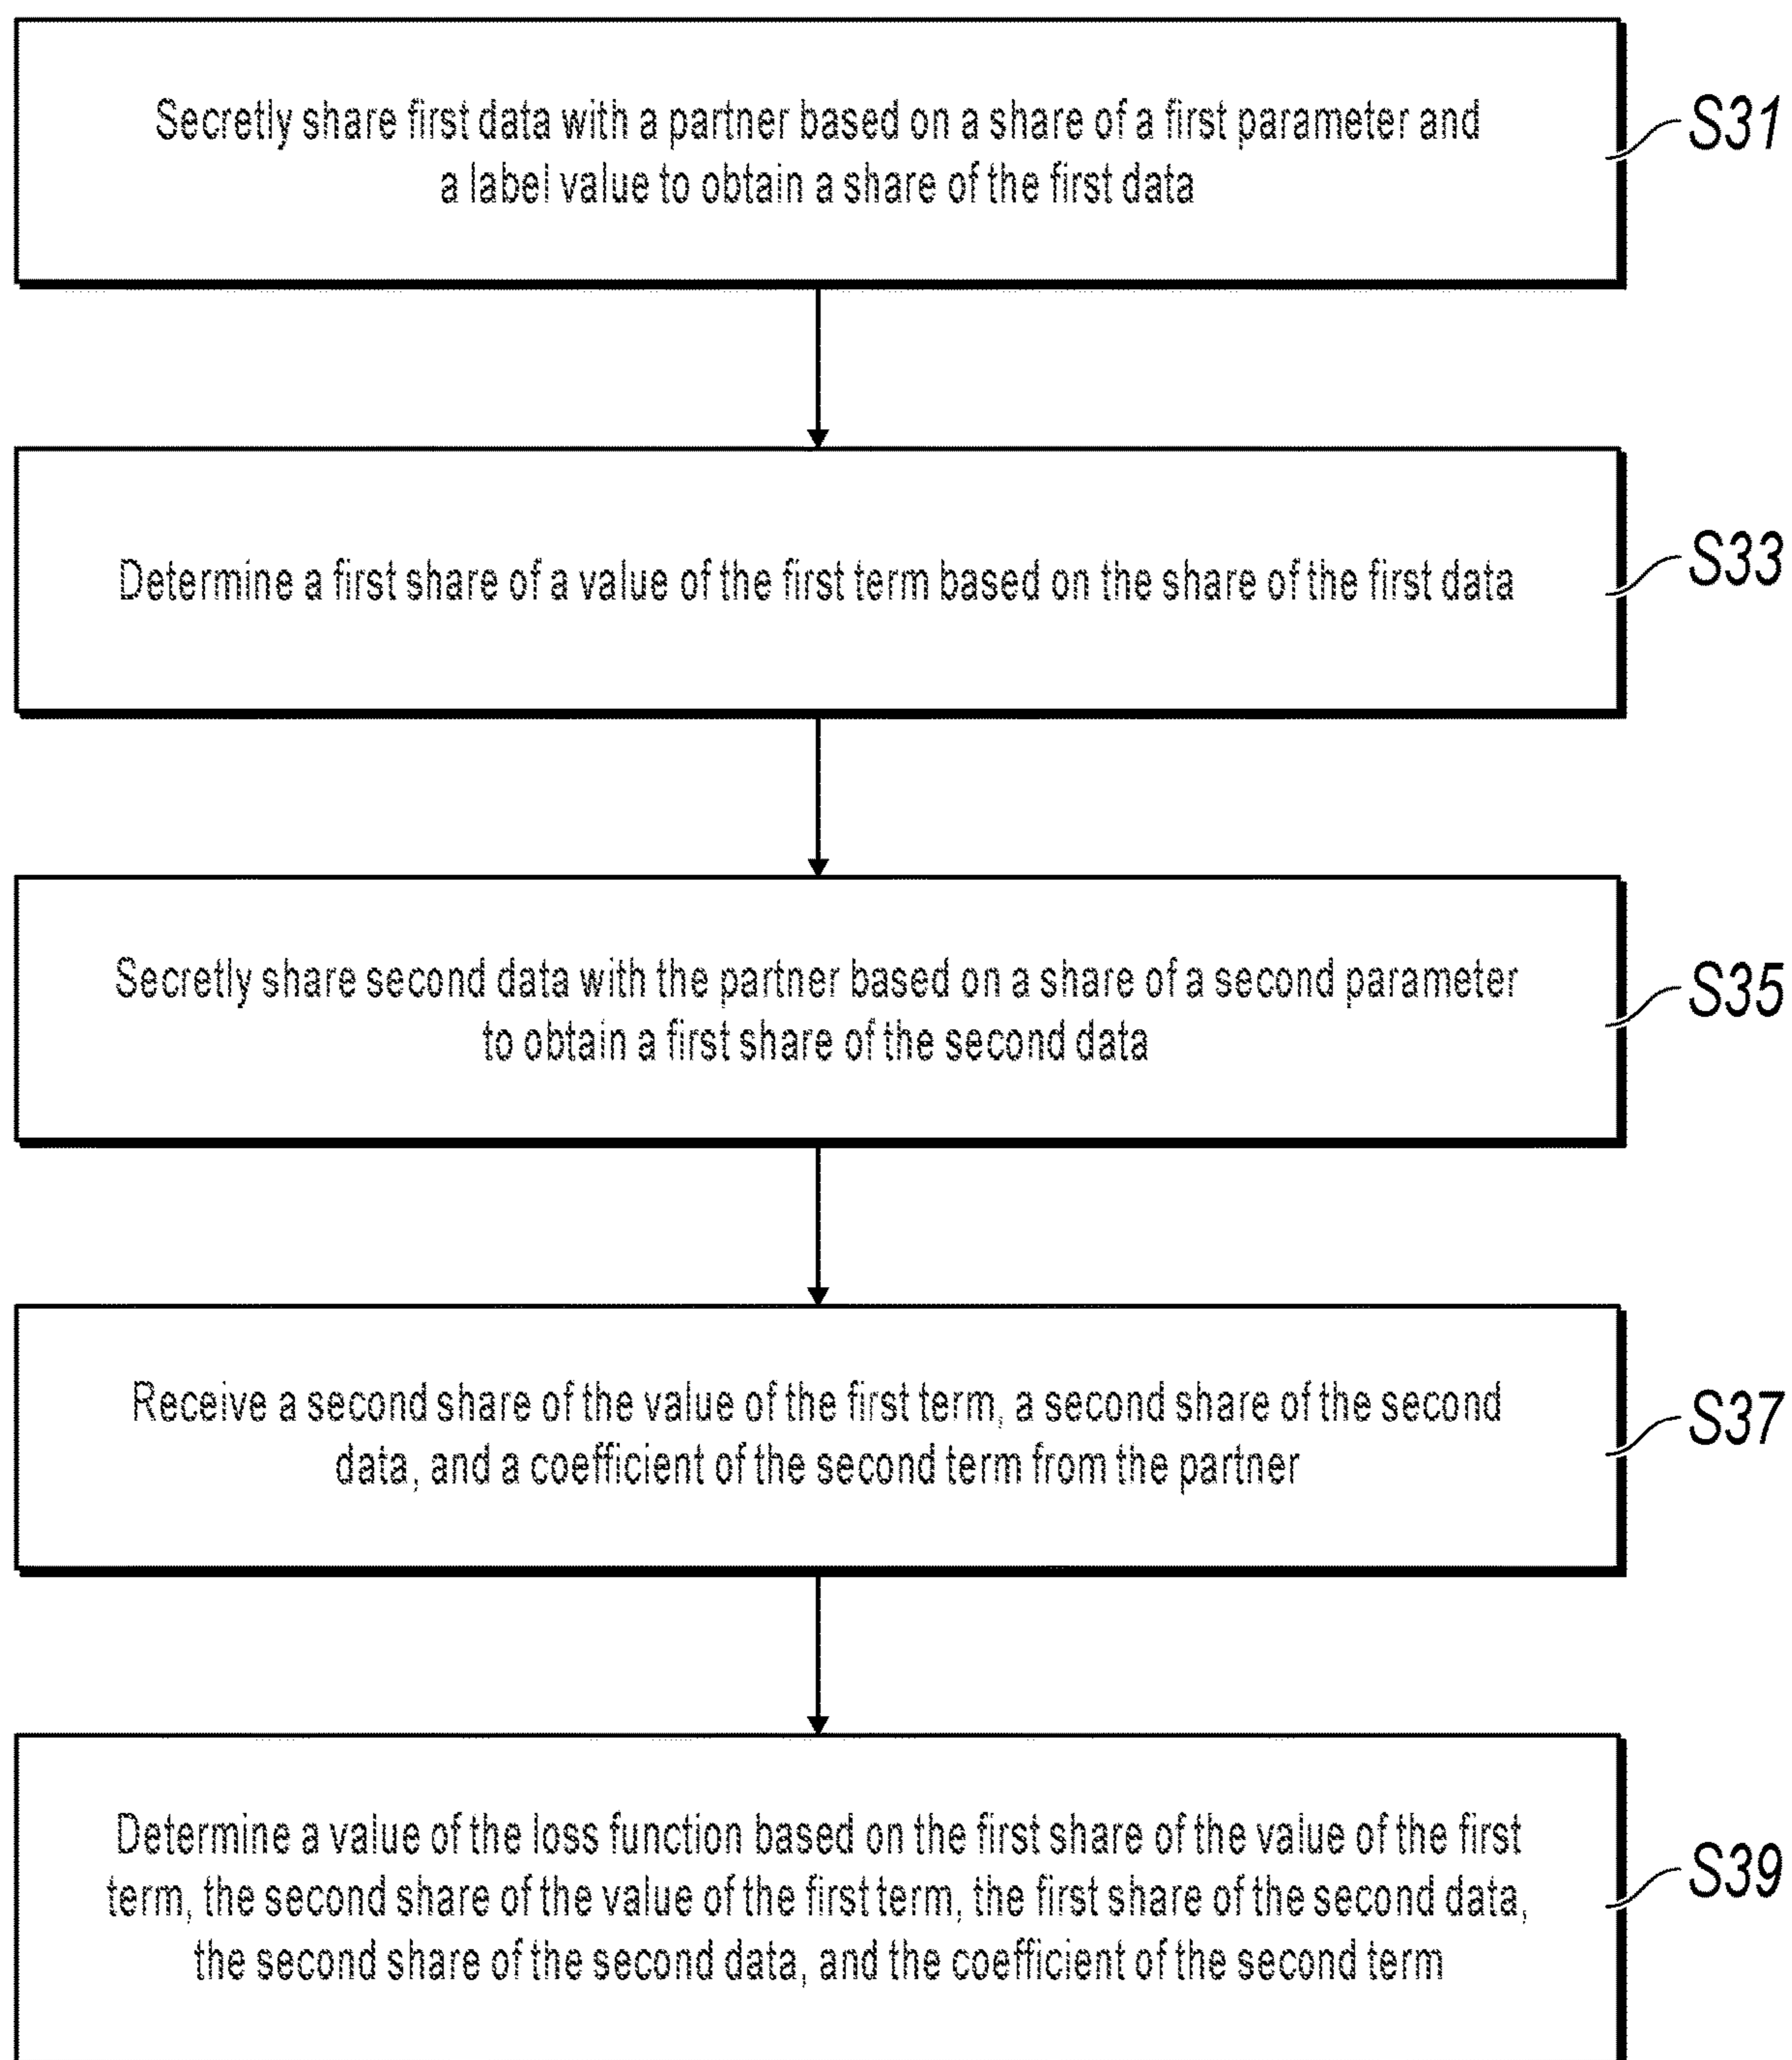 Secretly share first data with a partner based on a share of a first parameter and
a label value to obtain a share of the first data
S31
Determine a first share of a value of the first term based on the share of the first data
S33
Secretly share second data with the partner based on a share of a second parameter
to obtain a first share of the second data
S35
Receive a second share of the value of the first term, a second share of the second
data, and a coefficient of the second term from the partner
S37
Determine a value of the loss function based on the first share of the value of the first
term, the second share of the value of the first term, the first share of the second data,
the second share of the second data, and the coefficient of the second term
S39